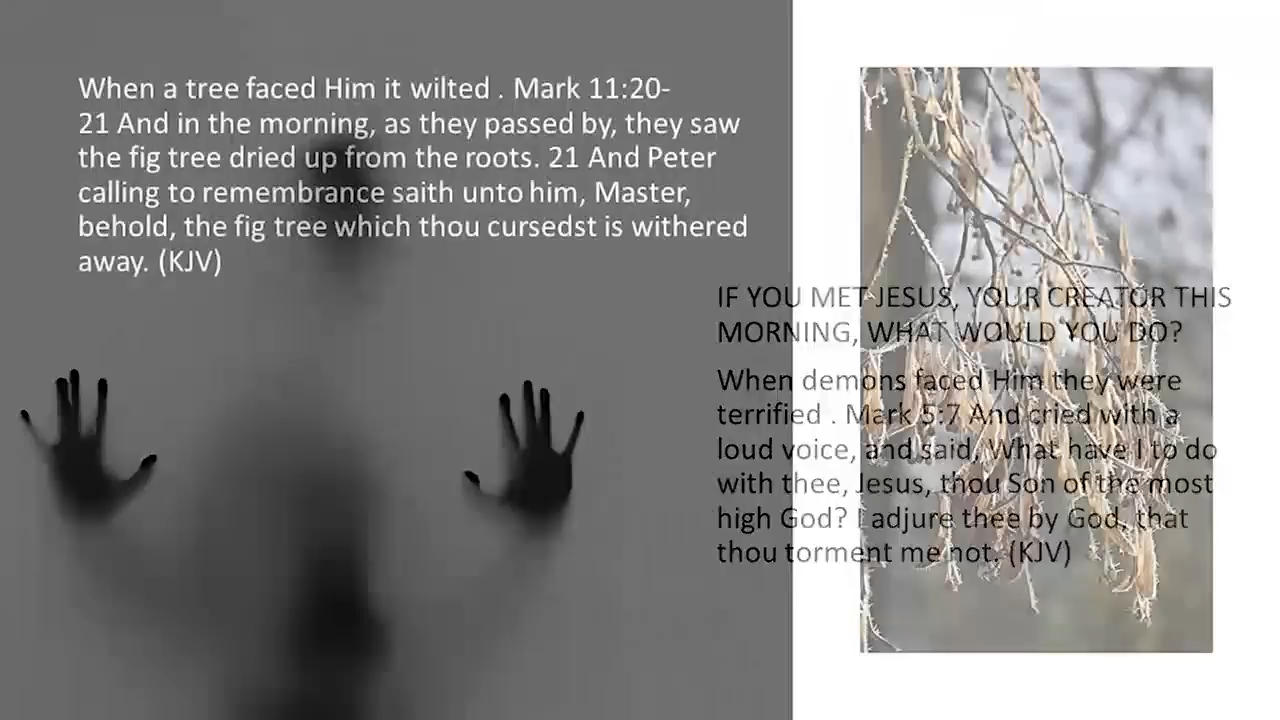 When a tree faced Him it wilted . Mark 11:20-
21 And in the morning, as they passed by, they saw
the fig tree dried up from the roots. 21 And Peter
calling to remembrance saith unto him, Master,
behold, the fig tree which thou cursedst is withered
away. (KJV)
IF YOU MET JESUS, YOUR CREATOR THIS
MORNING, WHAT WOULD YOU DO?
When demons faced Him they were
terrified . Mark 5:7 And cried with a
loud voice, and said, What have I to do
with thee, Jesus, thou Son of the most
high God? I adjure thee by God, that
thou torment me not. (KJV)